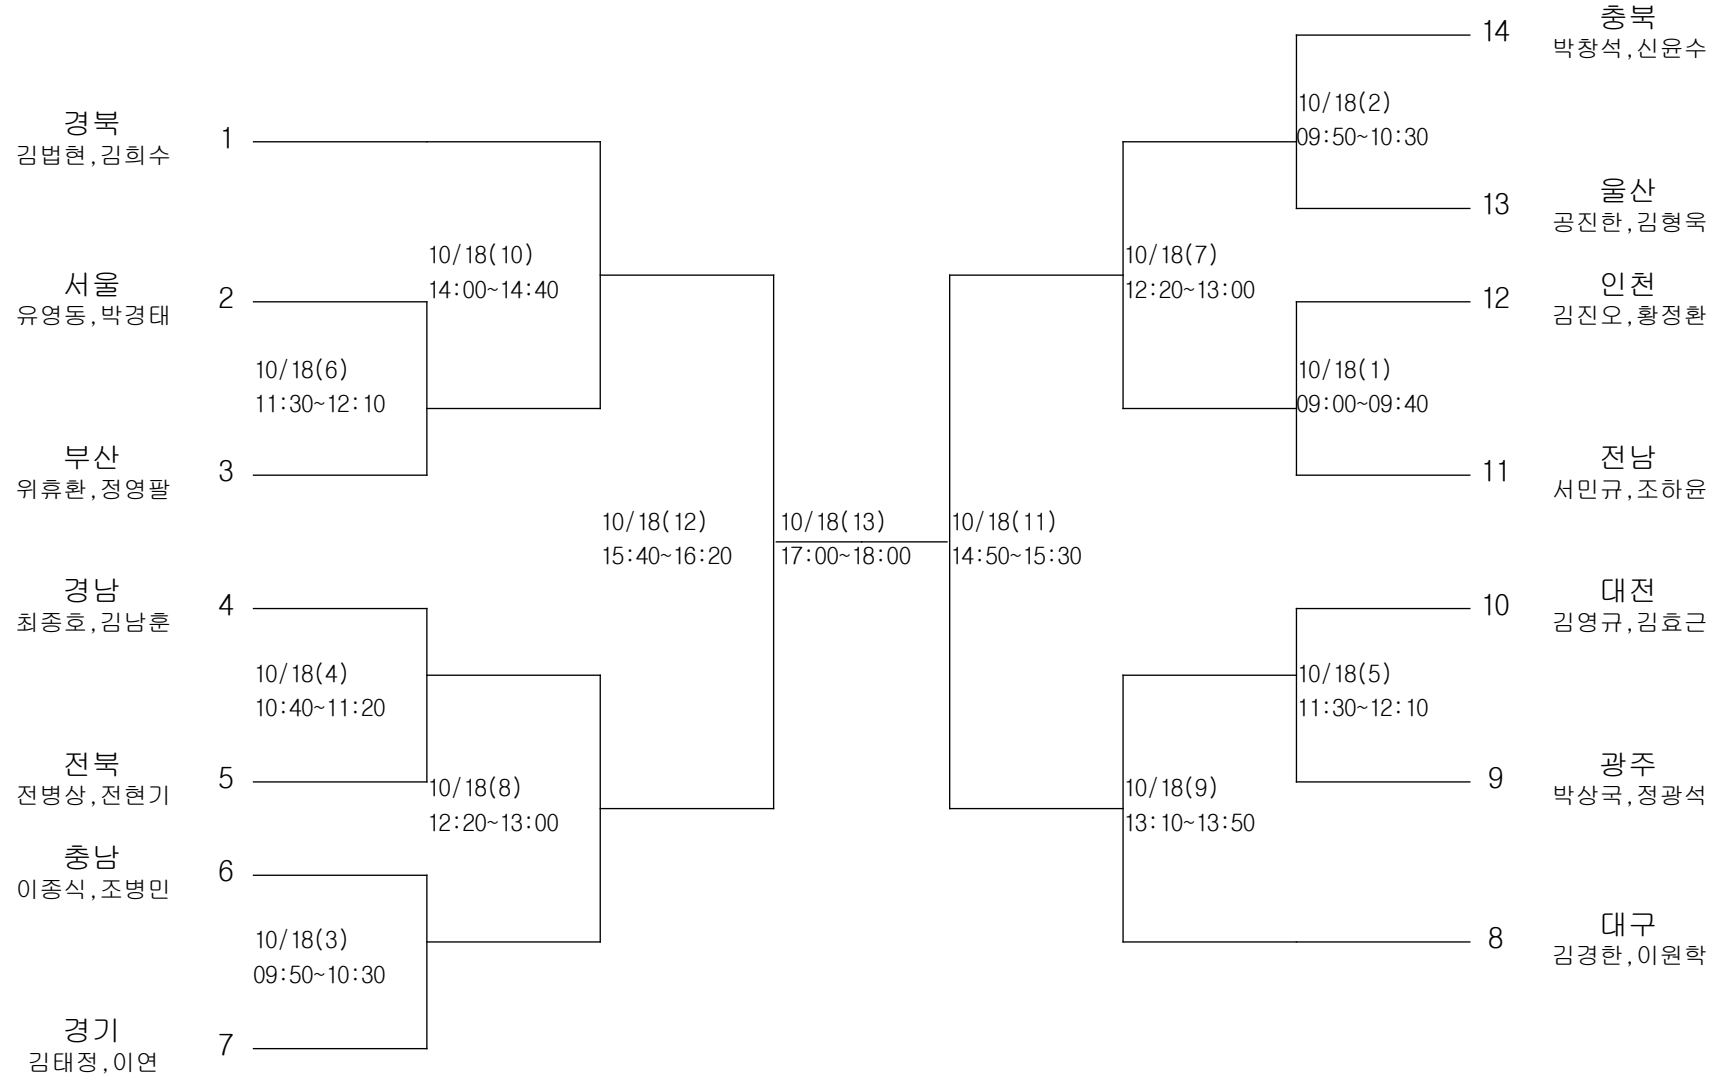 경북
김법현,김희수
1
서울
유영동,박경태
2
10/18(10)
14:00~14:40
10/18(6)
11:30~12:10
부산
위휴환,정영팔
3
10/18(12)
15:40~16:20
경남
최종호,김남훈
4
10/18(4)
10:40~11:20
전북
전병상,전현기
5
10/18(8)
12:20~13:00
충남
이종식,조병민
6
10/18(3)
09:50~10:30
경기
김태정,이연
7
10/18(13)
17:00~18:00
14
충북
박창석,신윤수
10/18(2)
09:50~10:30
13
울산
공진한,김형욱
10/18(7)
12:20~13:00
12
인천
김진오,황정환
10/18(1)
09:00~09:40
11
전남
서민규,조하윤
10/18(11)
14:50~15:30
10
대전
김영규,김효근
10/18(5)
11:30~12:10
9
광주
박상국,정광석
10/18(9)
13:10~13:50
8
대구
김경한,이원학